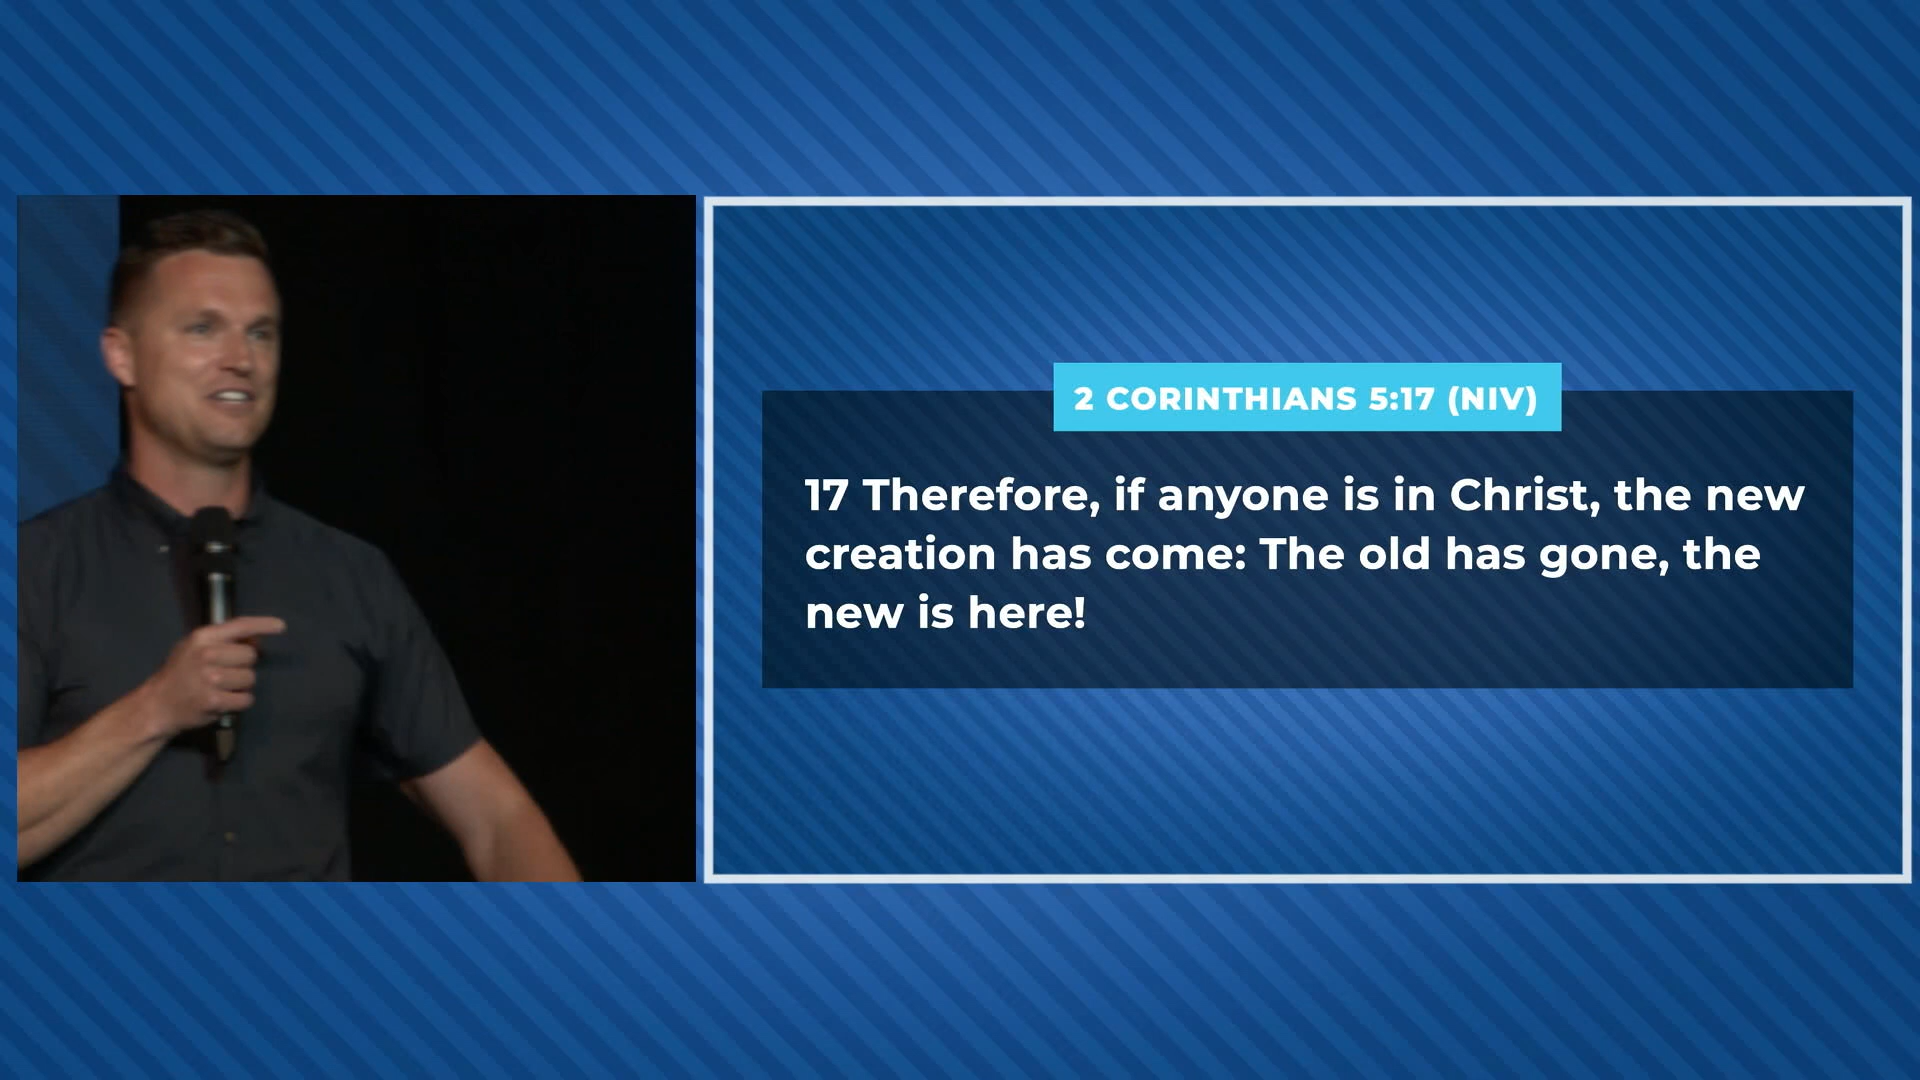 2 CORINTHIANS 5:17 (NIV)
17 Therefore, if anyone is in Christ, the new
creation has come: The old has gone, the
new is here!